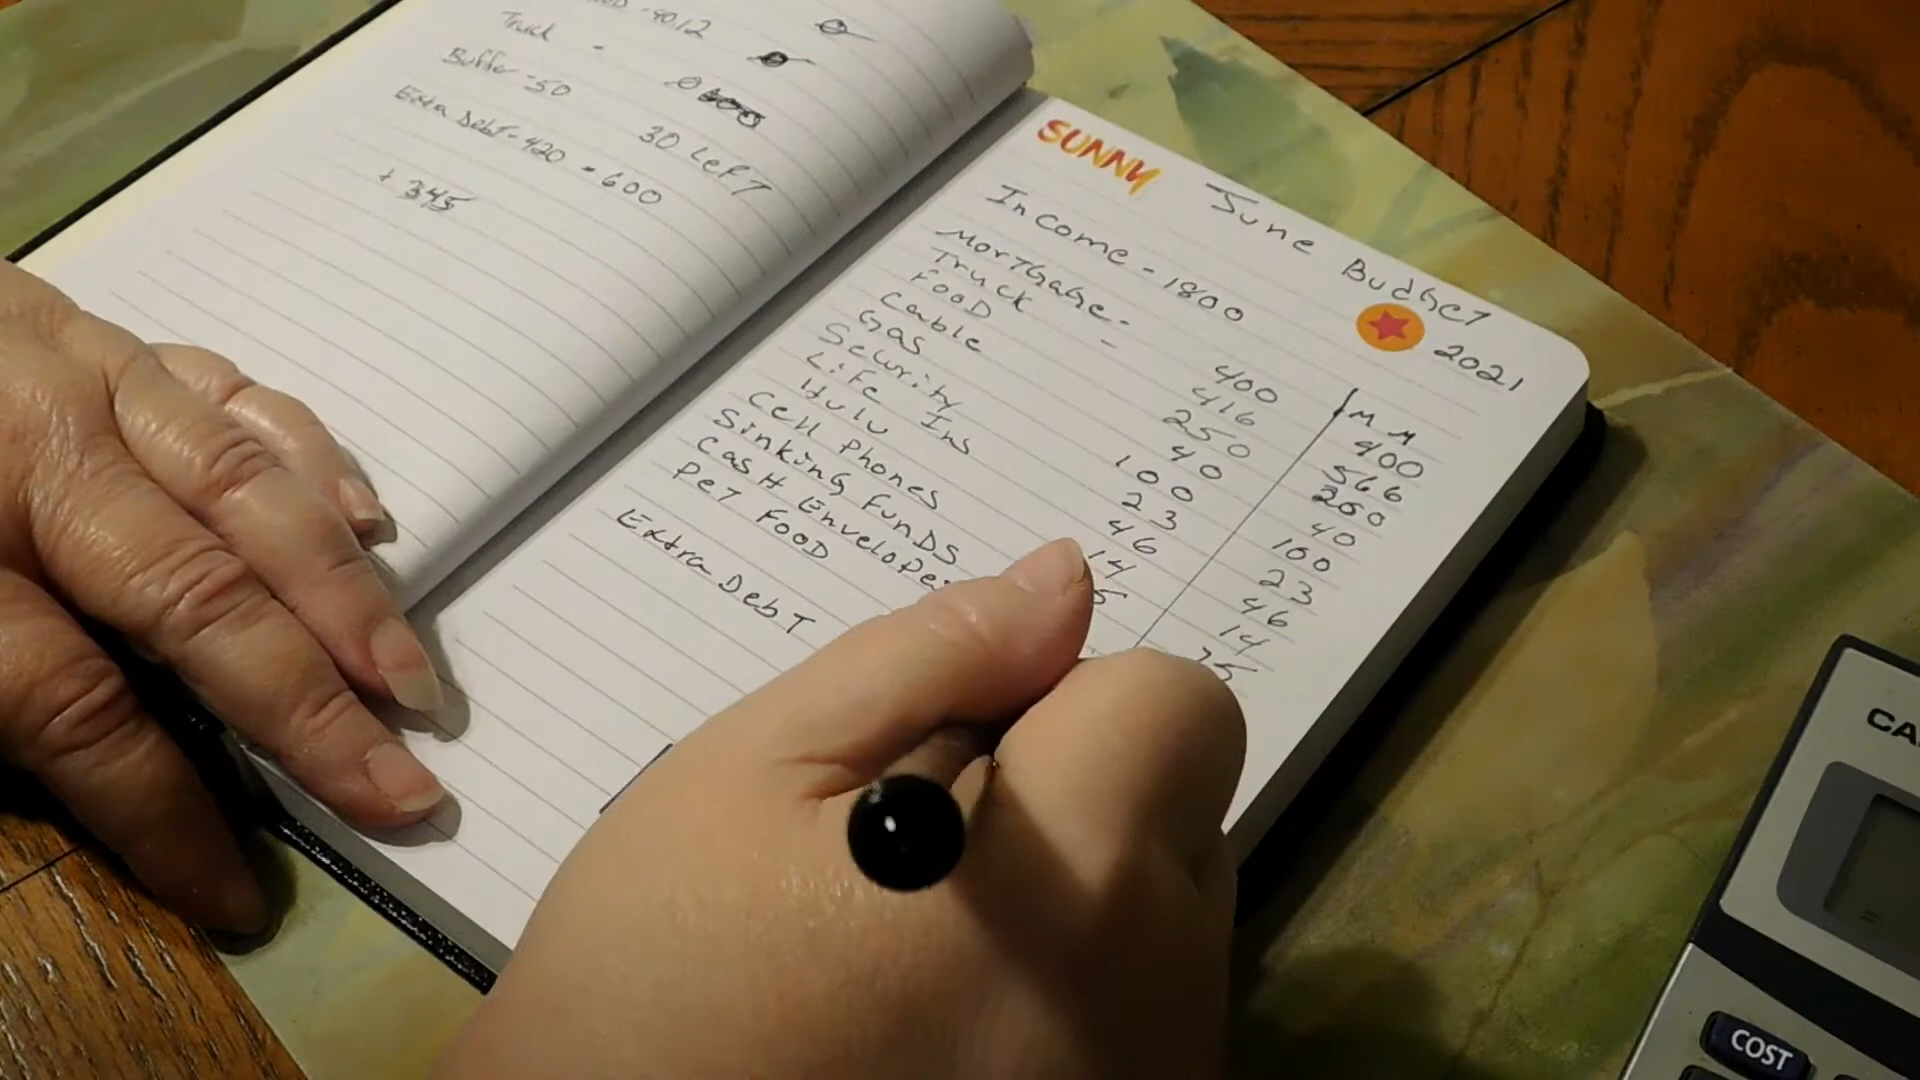 - 4012
Truck -
Buffer - 50
30 Left
Extra Debt - 420 - 600
+ 345
SUNNY
June Budget
2021
Income - 1800
Mortgage - 400
Truck - 416
Food 250
Cable 40
Gas 100
Security 23
Life Ins 46
Hulu 14
Cell Phones
Sinking Funds
Cash Envelopes
Pet Food
Extra Debt
M M
400
566
40
100
23
46
14
75
CA
COST